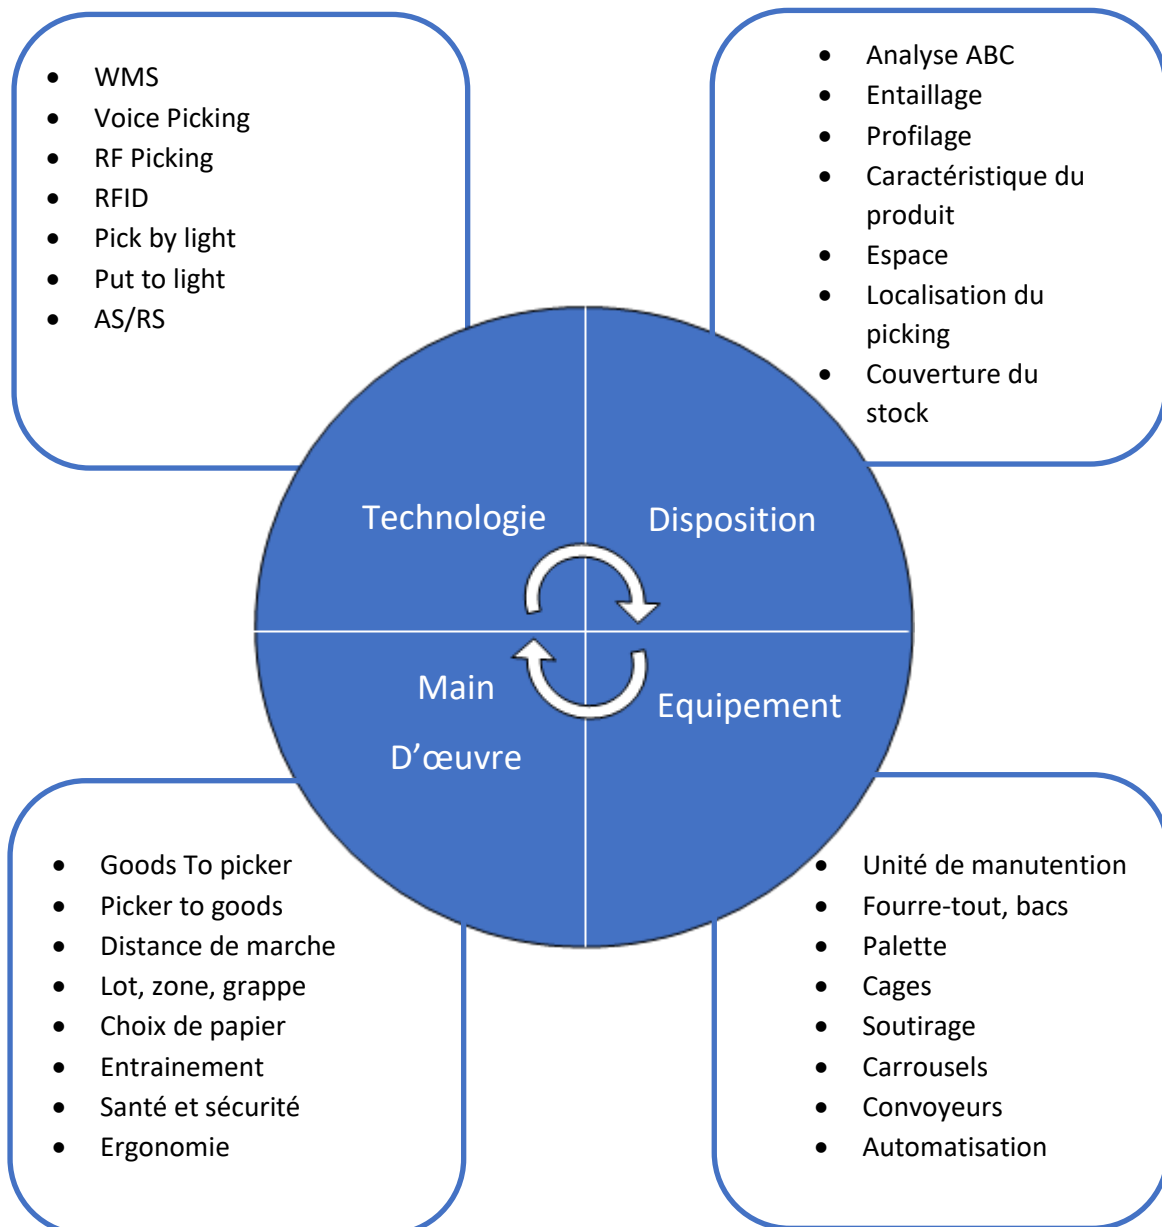 • WMS
• Voice Picking
• RF Picking
• RFID
• Pick by light
• Put to light
• AS/RS
• Analyse ABC
• Entaillage
• Profilage
• Caractéristique du
produit
• Espace
• Localisation du
picking
• Couverture du
stock
Technologie
Disposition
Main
D’œuvre
Equipement
• Goods To picker
• Picker to goods
• Distance de marche
• Lot, zone, grappe
• Choix de papier
• Entrainement
• Santé et sécurité
• Ergonomie
• Unité de manutention
• Fourre-tout, bacs
• Palette
• Cages
• Soutirage
• Carrousels
• Convoyeurs
• Automatisation